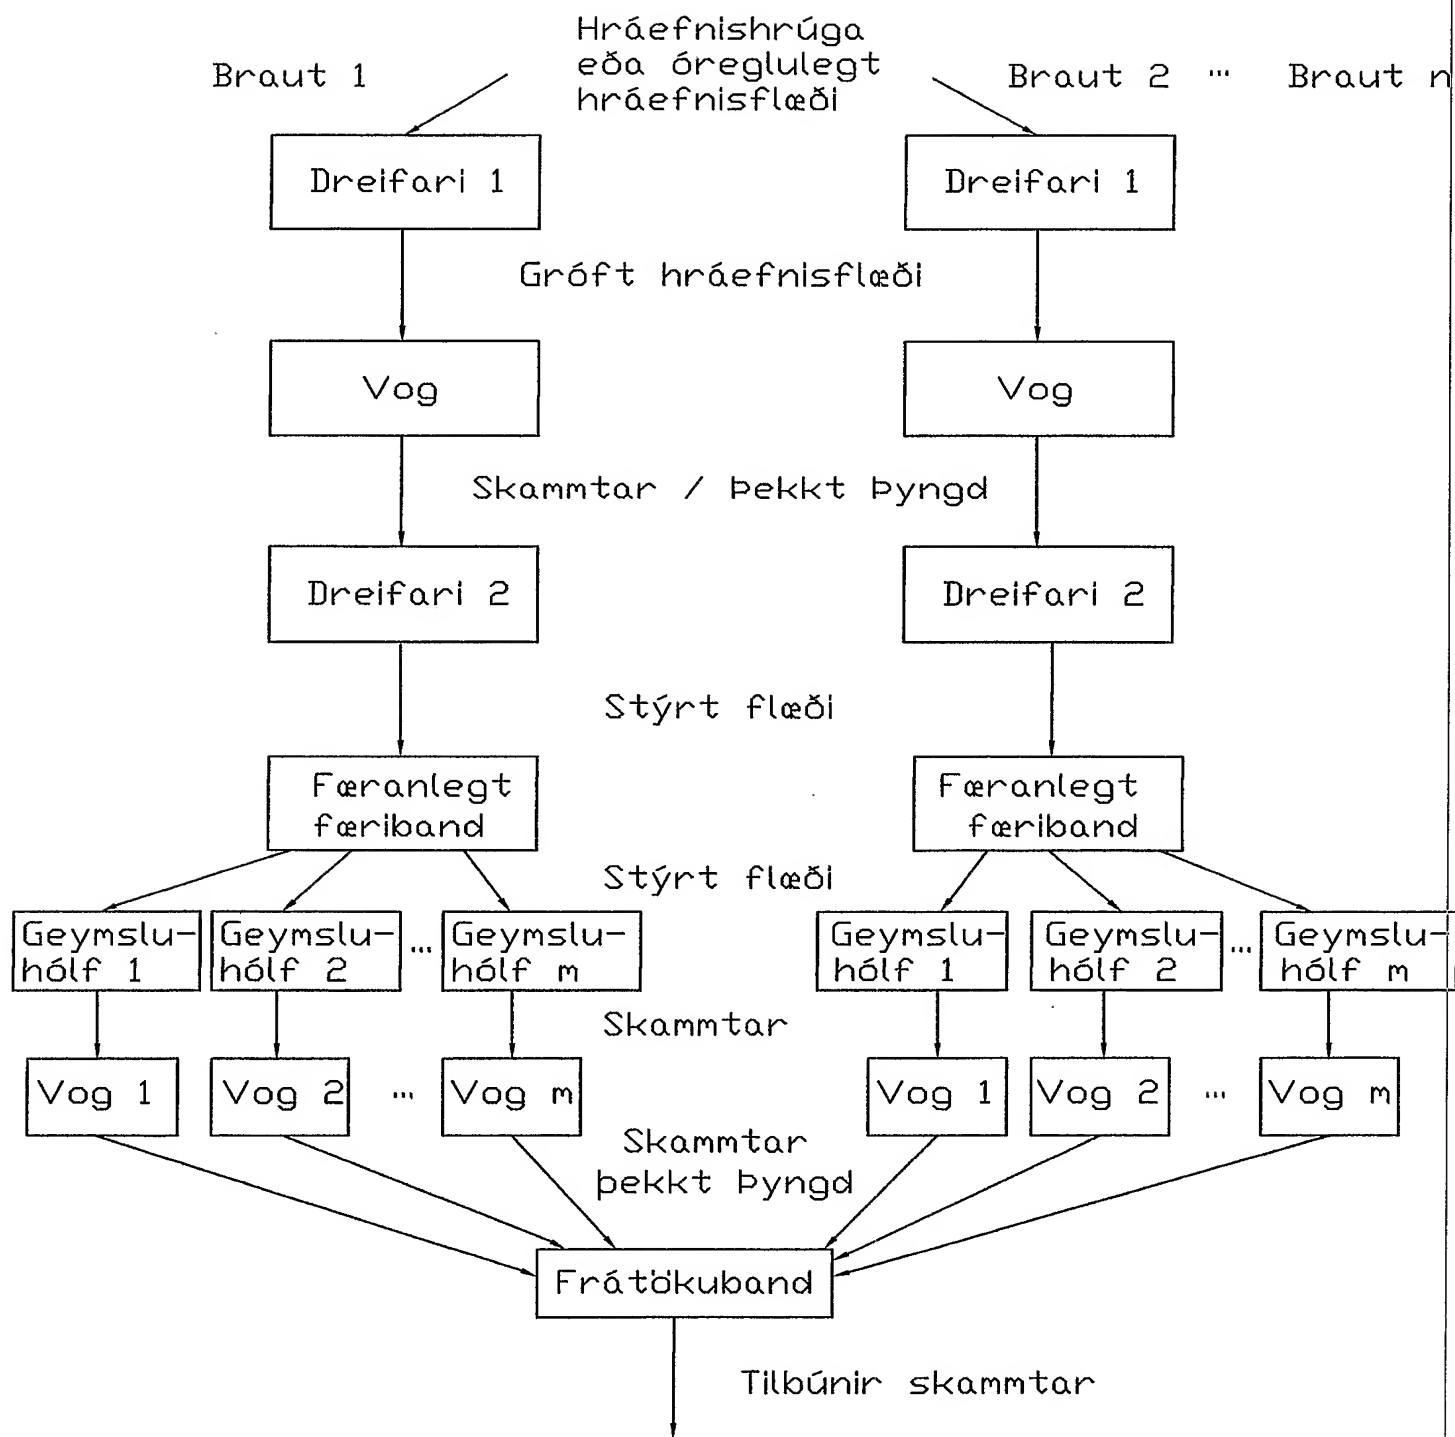 Hráefnishrúga
eða óreglulegt
hráefnisflæði
Braut 1
Braut 2 ... Braut n
Dreifari 1
Dreifari 1
Gróft hráefnisflæði
Vog
Vog
Skammtar / Þekkt Þyngd
Dreifari 2
Dreifari 2
Stýrt flæði
Færanlegt
færiband
Færanlegt
færiband
Stýrt flæði
Geymslu-
hólf 1
Geymslu-
hólf 2
...
Geymslu-
hólf m
Geymslu-
hólf 1
Geymslu-
hólf 2
...
Geymslu-
hólf m
Skammtar
Vog 1
Vog 2
...
Vog m
Vog 1
Vog 2
...
Vog m
Skammtar
þekkt Þyngd
Frátökuband
Tilbúnir skammtar